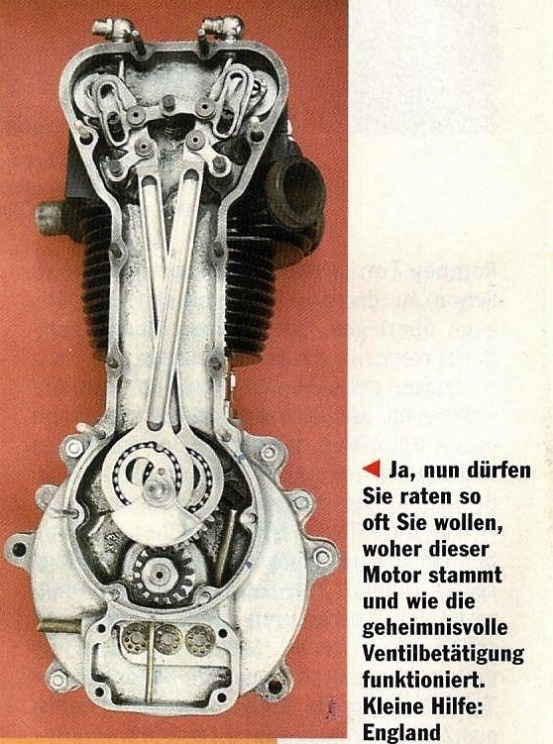 ◀ Ja, nun dürfen
Sie raten so
oft Sie wollen,
woher dieser
Motor stammt
und wie die
geheimnisvolle
Ventilbetätigung
funktioniert.
Kleine Hilfe:
England